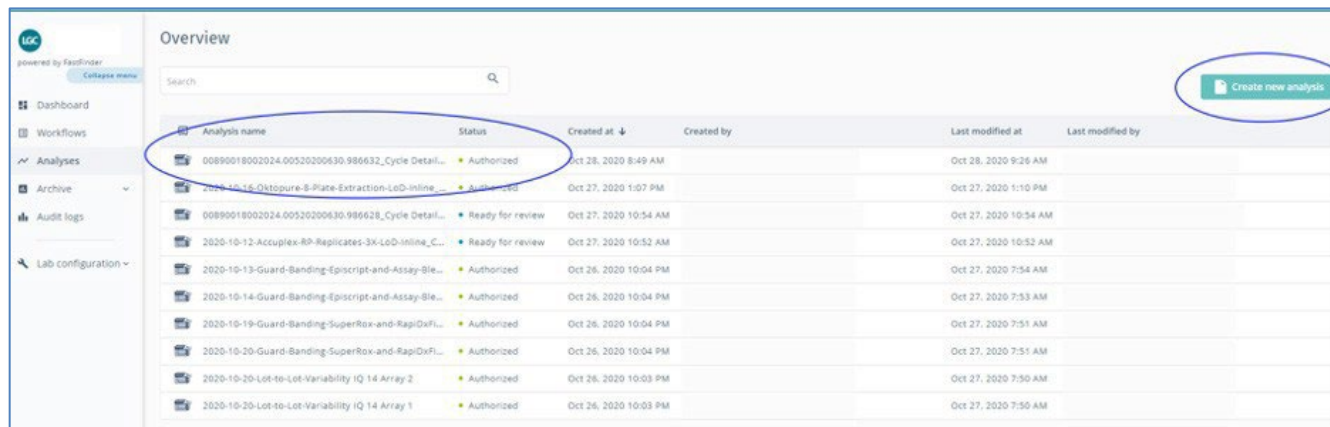 LGC
powered by FastFinder
Collapse menu
Dashboard
Workflows
Analyses
Archive
Audit logs
Lab configuration
Overview
Search
Create new analysis
Analysis name Status Created at ↓ Created by Last modified at Last modified by
00890018002024.00520200630.986632_Cycle Detail... Authorized Oct 28, 2020 8:49 AM Oct 28, 2020 9:26 AM
2020-10-16-Oktopure-8-Plate-Extraction-LoD-Inline_... Authorized Oct 27, 2020 1:07 PM Oct 27, 2020 1:10 PM
00890018002024.00520200630.986628_Cycle Detail... Ready for review Oct 27, 2020 10:54 AM Oct 27, 2020 10:54 AM
2020-10-12-Accuplex-RP-Replicates-3X-LoD-Inline_C... Ready for review Oct 27, 2020 10:52 AM Oct 27, 2020 10:52 AM
2020-10-13-Guard-Banding-Episcript-and-Assay-Ble... Authorized Oct 26, 2020 10:04 PM Oct 27, 2020 7:54 AM
2020-10-14-Guard-Banding-Episcript-and-Assay-Ble... Authorized Oct 26, 2020 10:04 PM Oct 27, 2020 7:53 AM
2020-10-19-Guard-Banding-SuperRox-and-RapiDxFi... Authorized Oct 26, 2020 10:04 PM Oct 27, 2020 7:51 AM
2020-10-20-Guard-Banding-SuperRox-and-RapiDxFi... Authorized Oct 26, 2020 10:04 PM Oct 27, 2020 7:51 AM
2020-10-20-Lot-to-Lot-Variability IQ 14 Array 2 Authorized Oct 26, 2020 10:03 PM Oct 27, 2020 7:50 AM
2020-10-20-Lot-to-Lot-Variability IQ 14 Array 1 Authorized Oct 26, 2020 10:03 PM Oct 27, 2020 7:50 AM